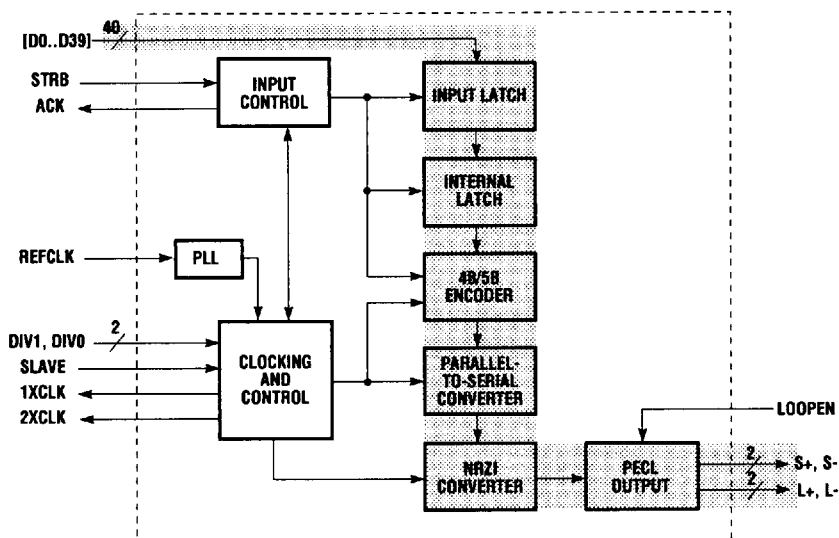 [D0..D39]
40
STRB
ACK
INPUT
CONTROL
INPUT LATCH
INTERNAL
LATCH
REFCLK
PLL
4B/5B
ENCODER
DIV1, DIV0
2
SLAVE
1XCLK
2XCLK
CLOCKING
AND
CONTROL
PARALLEL-
TO-SERIAL
CONVERTER
LOOPEN
NRZI
CONVERTER
PECL
OUTPUT
2
S+, S-
2
L+, L-